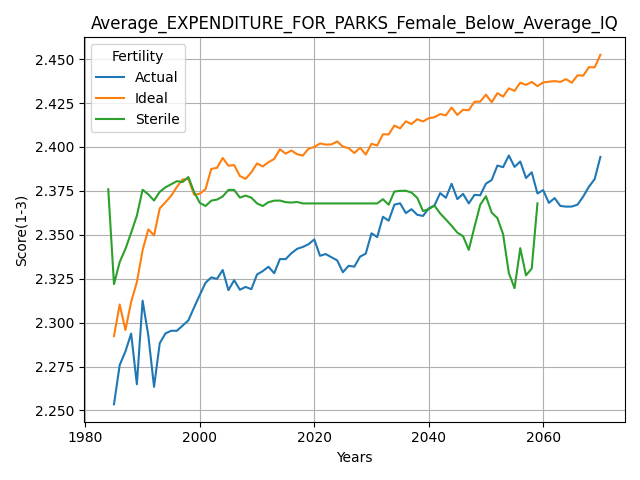 Average_EXPENDITURE_FOR_PARKS_Female_Below_Average_IQ
Fertility
Actual
Ideal
Sterile
Score(1-3)
2.450
2.425
2.400
2.375
2.350
2.325
2.300
2.275
2.250
1980 2000 2020 2040 2060
Years